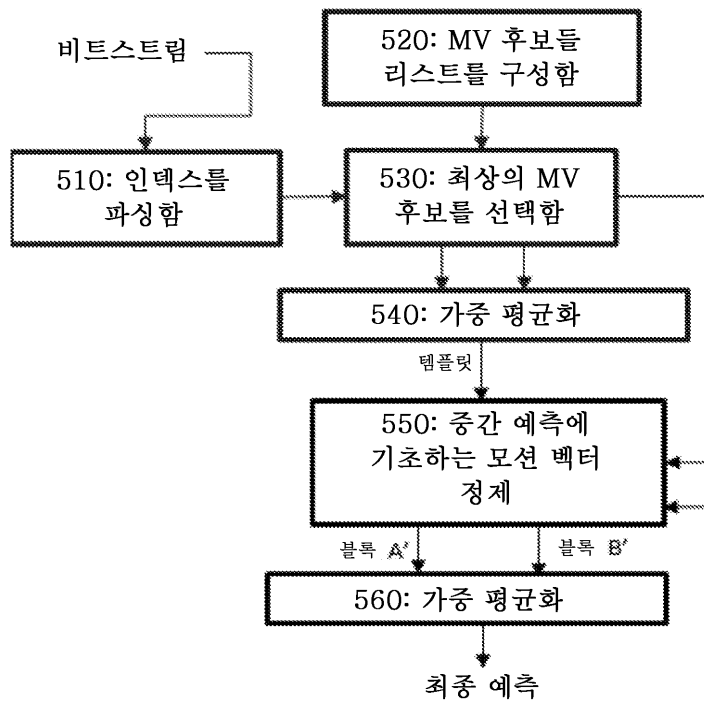 비트스트림
520: MV 후보들
리스트를 구성함
510: 인덱스를
파싱함
530: 최상의 MV
후보를 선택함
540: 가중 평균화
템플릿
550: 중간 예측에
기초하는 모션 벡터
정제
블록 A′
블록 B′
560: 가중 평균화
최종 예측